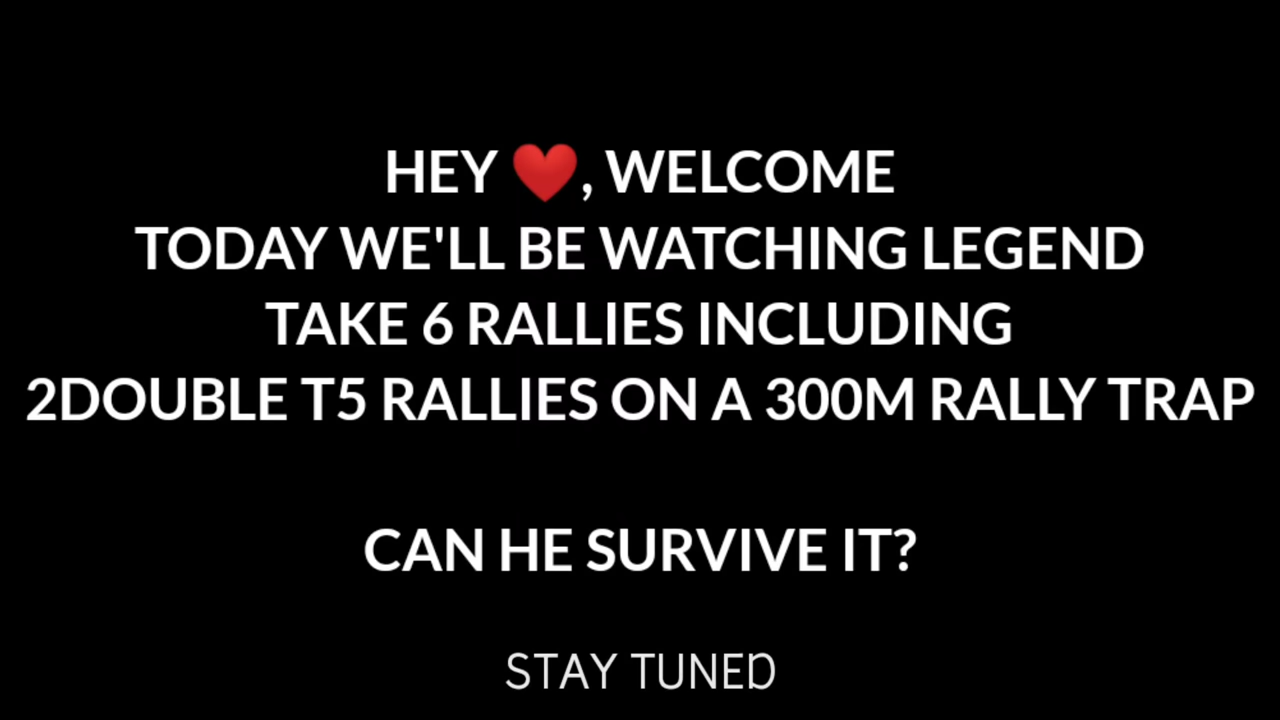 HEY ❤️, WELCOME
TODAY WE'LL BE WATCHING LEGEND
TAKE 6 RALLIES INCLUDING
2DOUBLE T5 RALLIES ON A 300M RALLY TRAP
CAN HE SURVIVE IT?
STAY TUNED